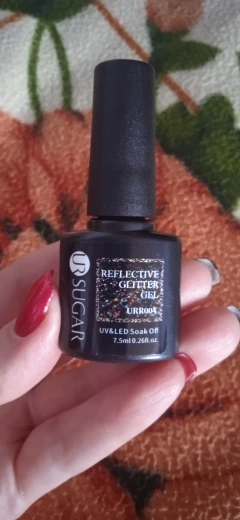 UR SUGAR
REFLECTIVE
GLITTER
GEL
URR004
UV&LED Soak Off
7.5ml 0.26fl.oz.